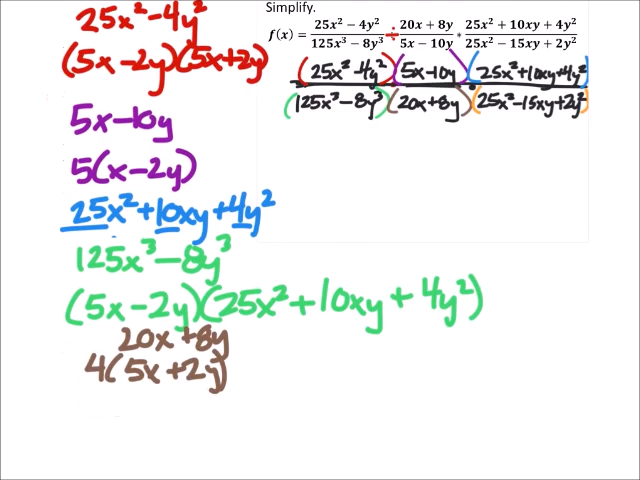 Simplify.
f(x) = (25x² − 4y²)/(125x³ − 8y³) ÷ (20x + 8y)/(5x − 10y) * (25x² + 10xy + 4y²)/(25x² − 15xy + 2y²)
(25x² − 4y²)(5x − 10y)(25x² + 10xy + 4y²)
(125x³ − 8y³)(20x + 8y)(25x² − 15xy + 2y²)
25x² − 4y²
(5x − 2y)(5x + 2y)
5x − 10y
5(x − 2y)
25x² + 10xy + 4y²
125x³ − 8y³
(5x − 2y)(25x² + 10xy + 4y²)
20x + 8y
4(5x + 2y)